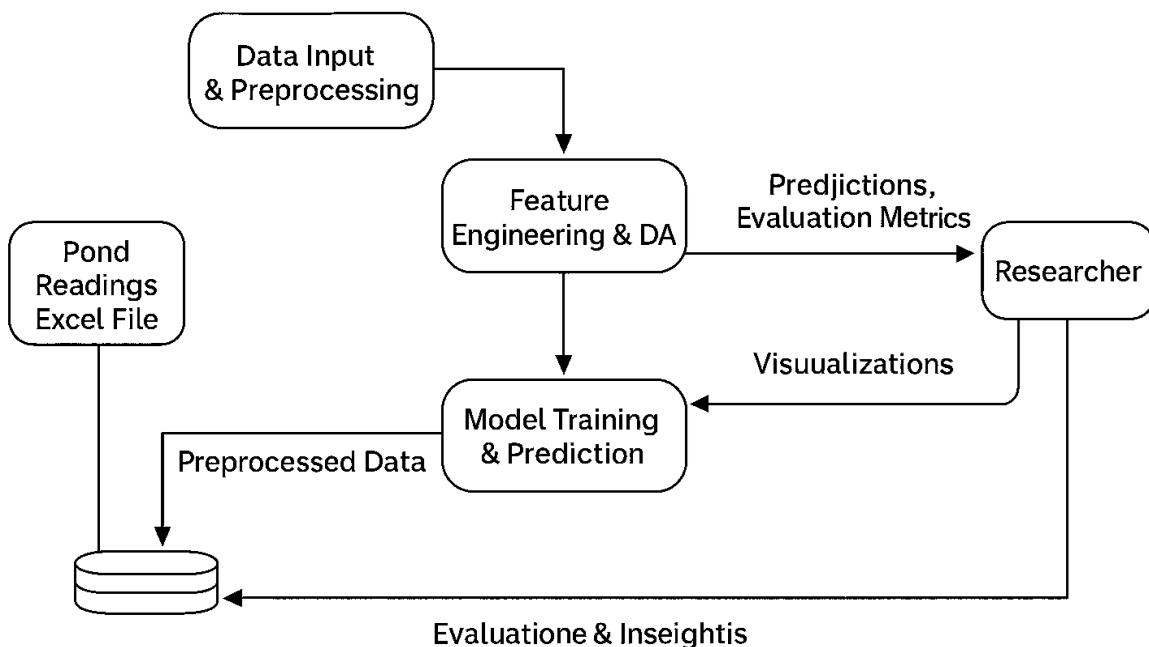 Data Input
& Preprocessing
Feature
Engineering & DA
Predjictions,
Evaluation Metrics
Pond
Readings
Excel File
Researcher
Visuualizations
Model Training
& Prediction
Preprocessed Data
Evaluatione & Inseightis